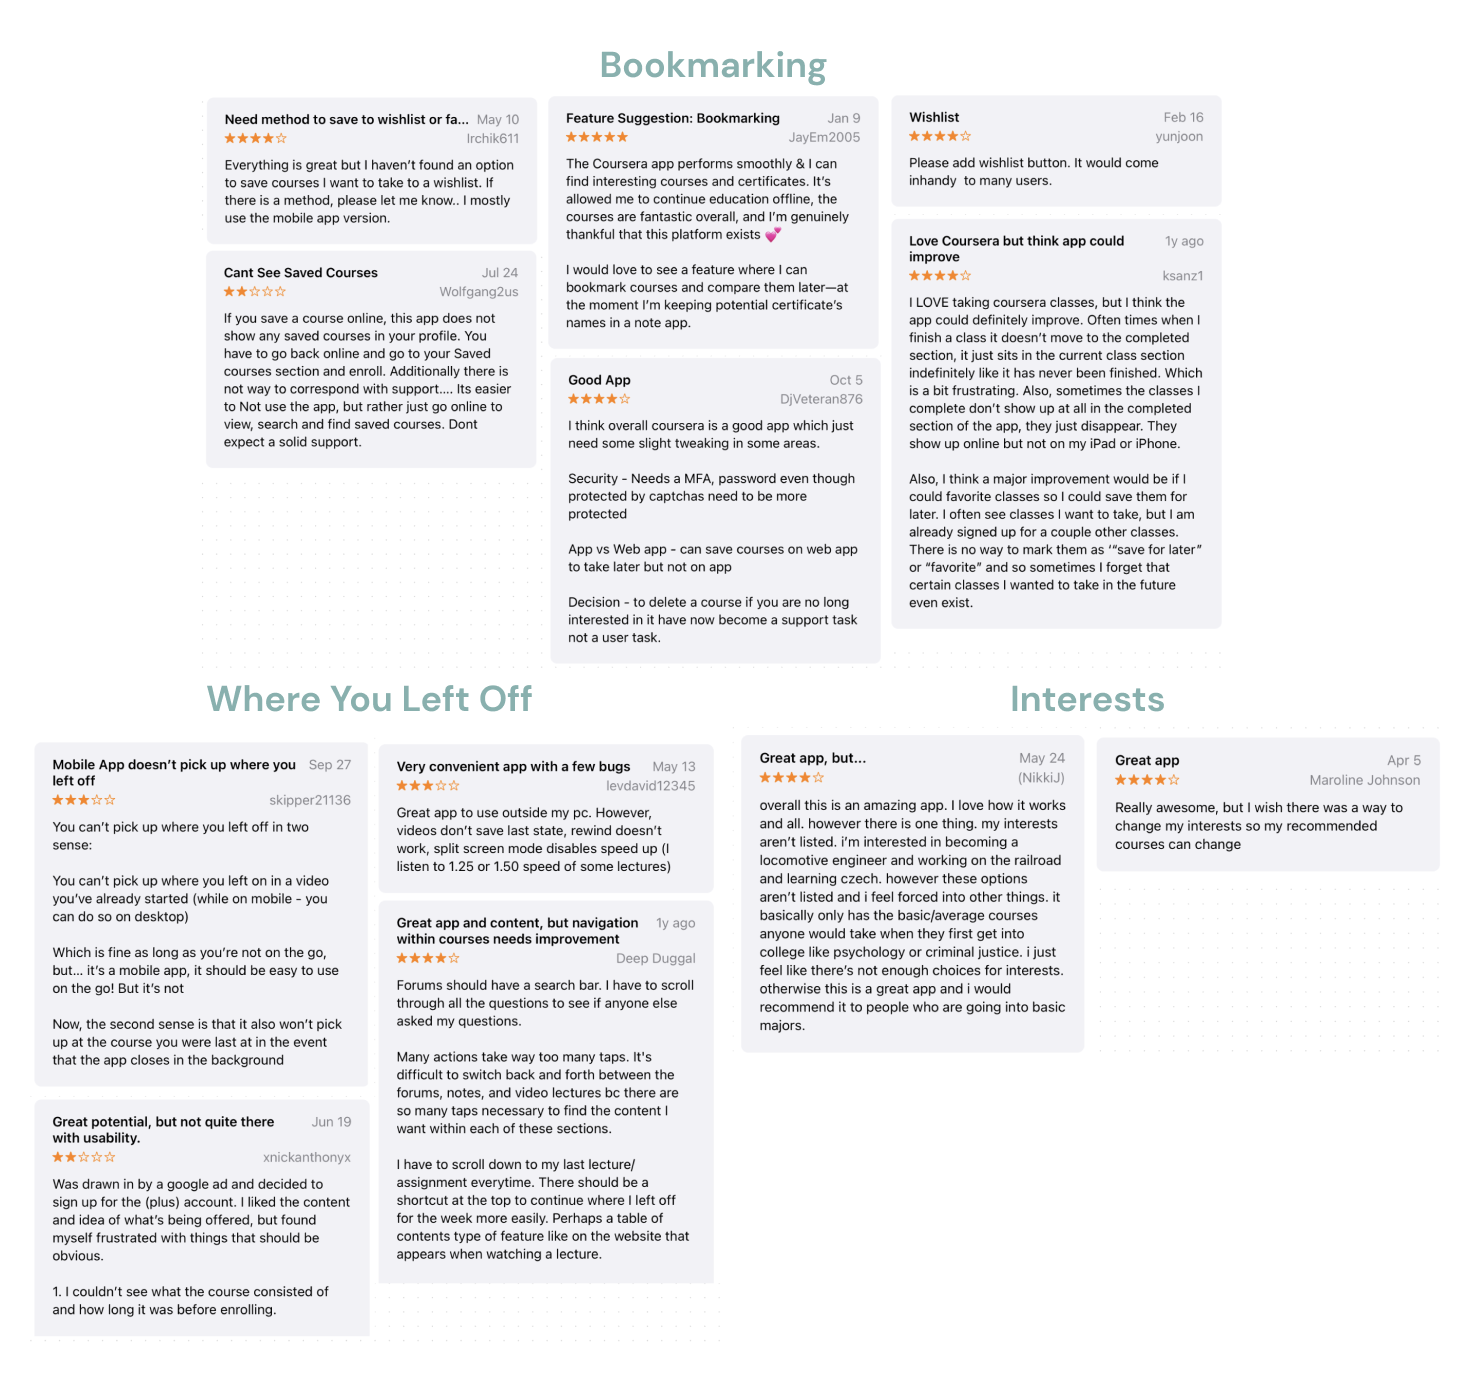 Bookmarking
Need method to save to wishlist or fa... May 10
Irchik611
Everything is great but I haven't found an option
to save courses I want to take to a wishlist. If
there is a method, please let me know.. I mostly
use the mobile app version.
Cant See Saved Courses Jul 24
Wolfgang2us
If you save a course online, this app does not
show any saved courses in your profile. You
have to go back online and go to your Saved
courses section and enroll. Additionally there is
not way to correspond with support.... Its easier
to Not use the app, but rather just go online to
view, search and find saved courses. Dont
expect a solid support.
Feature Suggestion: Bookmarking Jan 9
JayEm2005
The Coursera app performs smoothly & I can
find interesting courses and certificates. It's
allowed me to continue education offline, the
courses are fantastic overall, and I'm genuinely
thankful that this platform exists 💕
I would love to see a feature where I can
bookmark courses and compare them later—at
the moment I'm keeping potential certificate's
names in a note app.
Good App Oct 5
DjVeteran876
I think overall coursera is a good app which just
need some slight tweaking in some areas.
Security - Needs a MFA, password even though
protected by captchas need to be more
protected
App vs Web app - can save courses on web app
to take later but not on app
Decision - to delete a course if you are no long
interested in it have now become a support task
not a user task.
Wishlist Feb 16
yunjoon
Please add wishlist button. It would come
inhandy  to many users.
Love Coursera but think app could 1y ago
improve
ksanz1
I LOVE taking coursera classes, but I think the
app could definitely improve. Often times when I
finish a class it doesn't move to the completed
section, it just sits in the current class section
indefinitely like it has never been finished. Which
is a bit frustrating. Also, sometimes the classes I
complete don't show up at all in the completed
section of the app, they just disappear. They
show up online but not on my iPad or iPhone.
Also, I think a major improvement would be if I
could favorite classes so I could save them for
later. I often see classes I want to take, but I am
already signed up for a couple other classes.
There is no way to mark them as '"save for later"
or "favorite" and so sometimes I forget that
certain classes I wanted to take in the future
even exist.
Where You Left Off
Mobile App doesn't pick up where you Sep 27
left off
skipper21136
You can't pick up where you left off in two
sense:
You can't pick up where you left on in a video
you've already started (while on mobile - you
can do so on desktop)
Which is fine as long as you're not on the go,
but... it's a mobile app, it should be easy to use
on the go! But it's not
Now, the second sense is that it also won't pick
up at the course you were last at in the event
that the app closes in the background
Great potential, but not quite there Jun 19
with usability.
xnickanthonyx
Was drawn in by a google ad and decided to
sign up for the (plus) account. I liked the content
and idea of what's being offered, but found
myself frustrated with things that should be
obvious.
1. I couldn't see what the course consisted of
and how long it was before enrolling.
Very convenient app with a few bugs May 13
levdavid12345
Great app to use outside my pc. However,
videos don't save last state, rewind doesn't
work, split screen mode disables speed up (I
listen to 1.25 or 1.50 speed of some lectures)
Great app and content, but navigation 1y ago
within courses needs improvement
Deep Duggal
Forums should have a search bar. I have to scroll
through all the questions to see if anyone else
asked my questions.
Many actions take way too many taps. It's
difficult to switch back and forth between the
forums, notes, and video lectures bc there are
so many taps necessary to find the content I
want within each of these sections.
I have to scroll down to my last lecture/
assignment everytime. There should be a
shortcut at the top to continue where I left off
for the week more easily. Perhaps a table of
contents type of feature like on the website that
appears when watching a lecture.
Interests
Great app, but... May 24
(NikkiJ)
overall this is an amazing app. I love how it works
and all. however there is one thing. my interests
aren't listed. i'm interested in becoming a
locomotive engineer and working on the railroad
and learning czech. however these options
aren't listed and i feel forced into other things. it
basically only has the basic/average courses
anyone would take when they first get into
college like psychology or criminal justice. i just
feel like there's not enough choices for interests.
otherwise this is a great app and i would
recommend it to people who are going into basic
majors.
Great app Apr 5
Maroline Johnson
Really awesome, but I wish there was a way to
change my interests so my recommended
courses can change